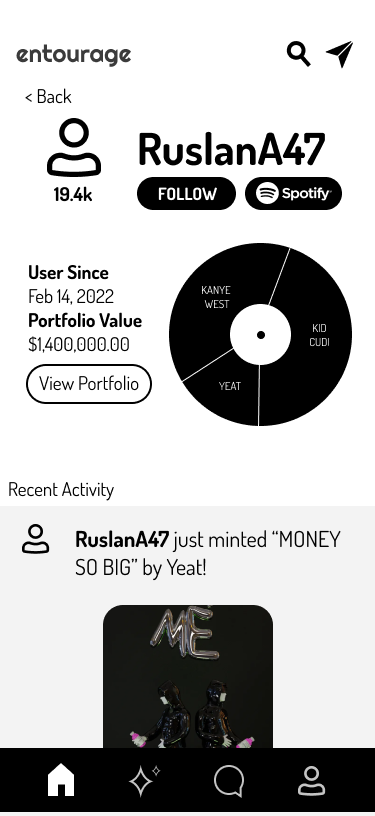 entourage
< Back
RuslanA47
19.4k
FOLLOW
Spotify
User Since
Feb 14, 2022
Portfolio Value
$1,400,000.00
View Portfolio
KANYE
WEST
KID
CUDI
YEAT
Recent Activity
RuslanA47 just minted “MONEY
SO BIG” by Yeat!
ME